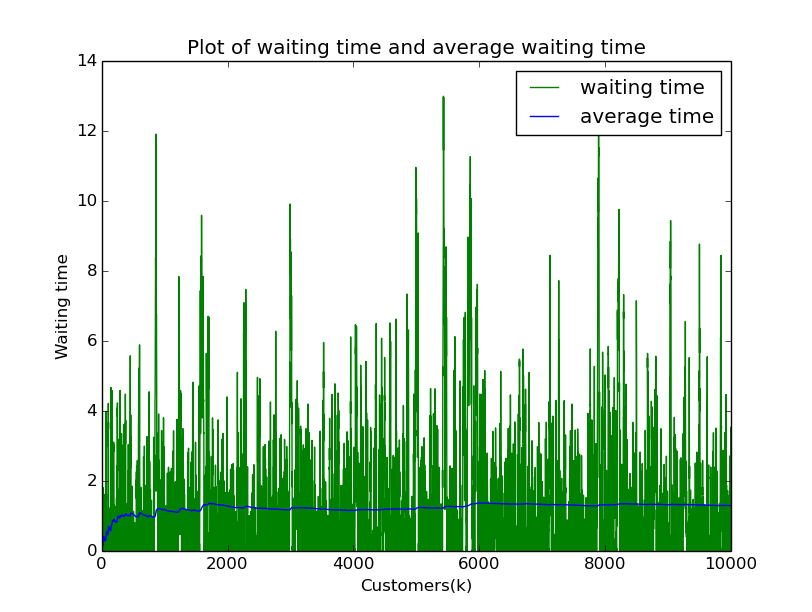 Plot of waiting time and average waiting time
waiting time
average time
14
12
10
8
6
4
2
0
Waiting time
0 2000 4000 6000 8000 10000
Customers(k)